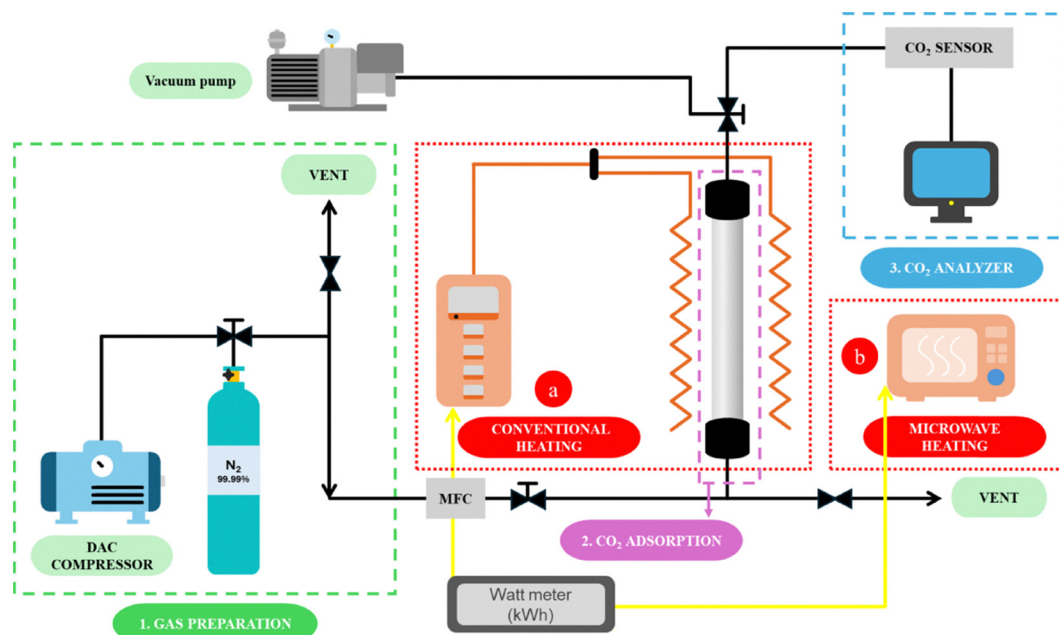 CO₂ SENSOR
Vacuum pump
VENT
3. CO₂ ANALYZER
N₂
99.99%
a
CONVENTIONAL
HEATING
b
MICROWAVE
HEATING
MFC
VENT
DAC
COMPRESSOR
2. CO₂ ADSORPTION
Watt meter
(kWh)
1. GAS PREPARATION